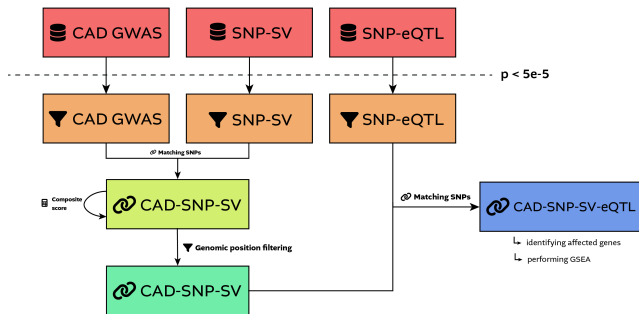 CAD GWAS
SNP-SV
SNP-eQTL
p < 5e-5
CAD GWAS
SNP-SV
SNP-eQTL
Matching SNPs
Composite
score
CAD-SNP-SV
Matching SNPs
CAD-SNP-SV-eQTL
Genomic position filtering
identifying affected genes
performing GSEA
CAD-SNP-SV